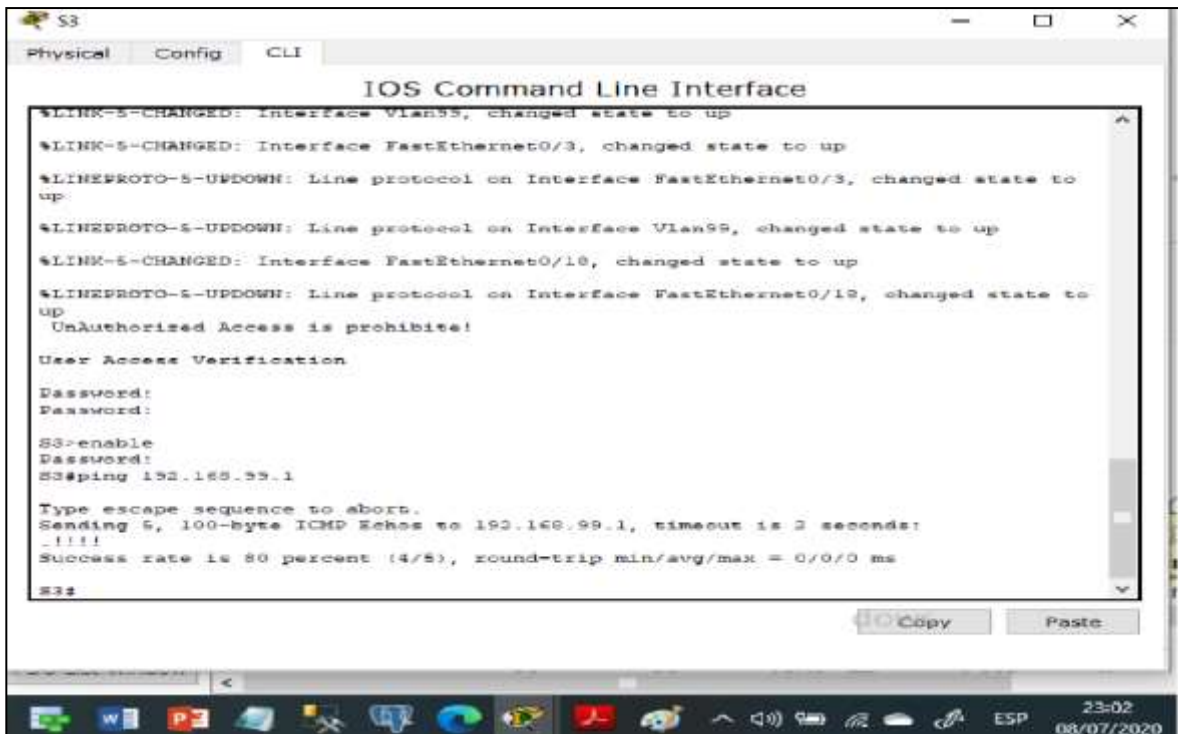 S3
Physical Config CLI
IOS Command Line Interface
%LINK-5-CHANGED: Interface Vlan99, changed state to up
%LINK-5-CHANGED: Interface FastEthernet0/3, changed state to up
%LINEPROTO-5-UPDOWN: Line protocol on Interface FastEthernet0/3, changed state to
up
%LINEPROTO-5-UPDOWN: Line protocol on Interface Vlan99, changed state to up
%LINK-5-CHANGED: Interface FastEthernet0/18, changed state to up
%LINEPROTO-5-UPDOWN: Line protocol on Interface FastEthernet0/18, changed state to
up
UnAuthorized Access is prohibite!
User Access Verification
Password:
Password:
S3>enable
Password:
S3#ping 192.168.99.1
Type escape sequence to abort.
Sending 5, 100-byte ICMP Echos to 192.168.99.1, timeout is 2 seconds:
.!!!!
Success rate is 80 percent (4/5), round-trip min/avg/max = 0/0/0 ms
S3#
Copy Paste
ESP
23:02
08/07/2020